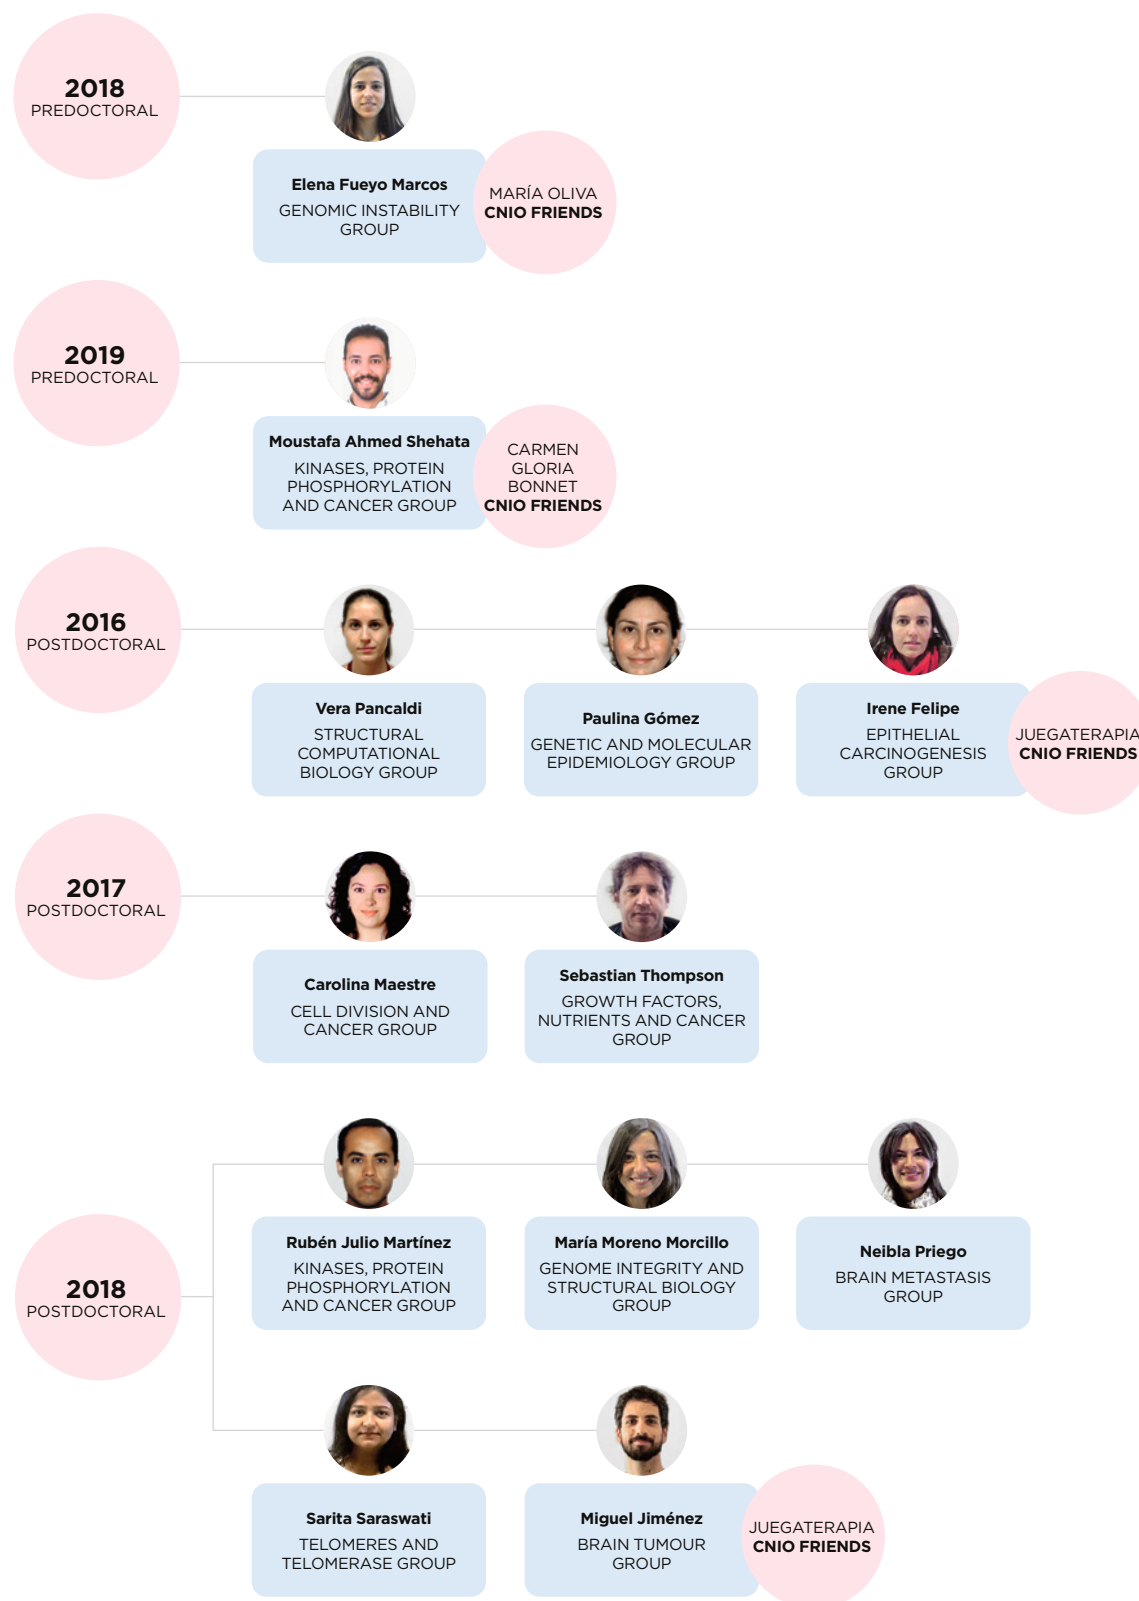 2018
PREDOCTORAL
Elena Fueyo Marcos
GENOMIC INSTABILITY
GROUP
MARÍA OLIVA
CNIO FRIENDS
2019
PREDOCTORAL
Moustafa Ahmed Shehata
KINASES, PROTEIN
PHOSPHORYLATION
AND CANCER GROUP
CARMEN
GLORIA
BONNET
CNIO FRIENDS
2016
POSTDOCTORAL
Vera Pancaldi
STRUCTURAL
COMPUTATIONAL
BIOLOGY GROUP
Paulina Gómez
GENETIC AND MOLECULAR
EPIDEMIOLOGY GROUP
Irene Felipe
EPITHELIAL
CARCINOGENESIS
GROUP
JUEGATERAPIA
CNIO FRIENDS
2017
POSTDOCTORAL
Carolina Maestre
CELL DIVISION AND
CANCER GROUP
Sebastian Thompson
GROWTH FACTORS,
NUTRIENTS AND CANCER
GROUP
2018
POSTDOCTORAL
Rubén Julio Martínez
KINASES, PROTEIN
PHOSPHORYLATION
AND CANCER GROUP
María Moreno Morcillo
GENOME INTEGRITY AND
STRUCTURAL BIOLOGY
GROUP
Neibla Priego
BRAIN METASTASIS
GROUP
Sarita Saraswati
TELOMERES AND
TELOMERASE GROUP
Miguel Jiménez
BRAIN TUMOUR
GROUP
JUEGATERAPIA
CNIO FRIENDS